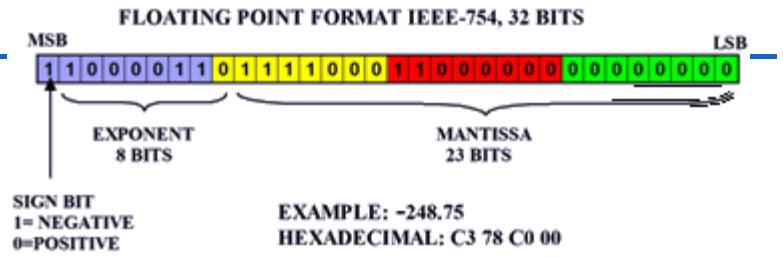 FLOATING POINT FORMAT IEEE-754, 32 BITS
MSB
LSB
1 1 0 0 0 0 1 1 0 1 1 1 1 0 0 0 1 1 0 0 0 0 0 0 0 0 0 0 0 0 0 0
EXPONENT
8 BITS
MANTISSA
23 BITS
SIGN BIT
1= NEGATIVE
0=POSITIVE
EXAMPLE: -248.75
HEXADECIMAL: C3 78 C0 00